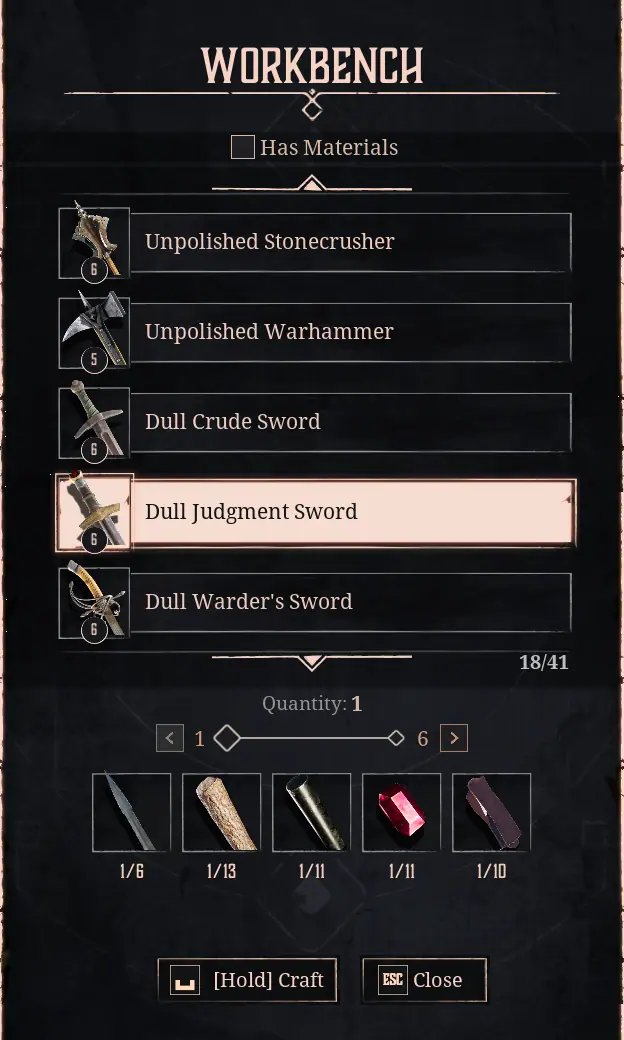 WORKBENCH
Has Materials
Unpolished Stonecrusher
6
Unpolished Warhammer
5
Dull Crude Sword
6
Dull Judgment Sword
6
Dull Warder's Sword
6
18/41
Quantity: 1
< 1 6 >
1/6 1/13 1/11 1/11 1/10
[Hold] Craft ESC Close